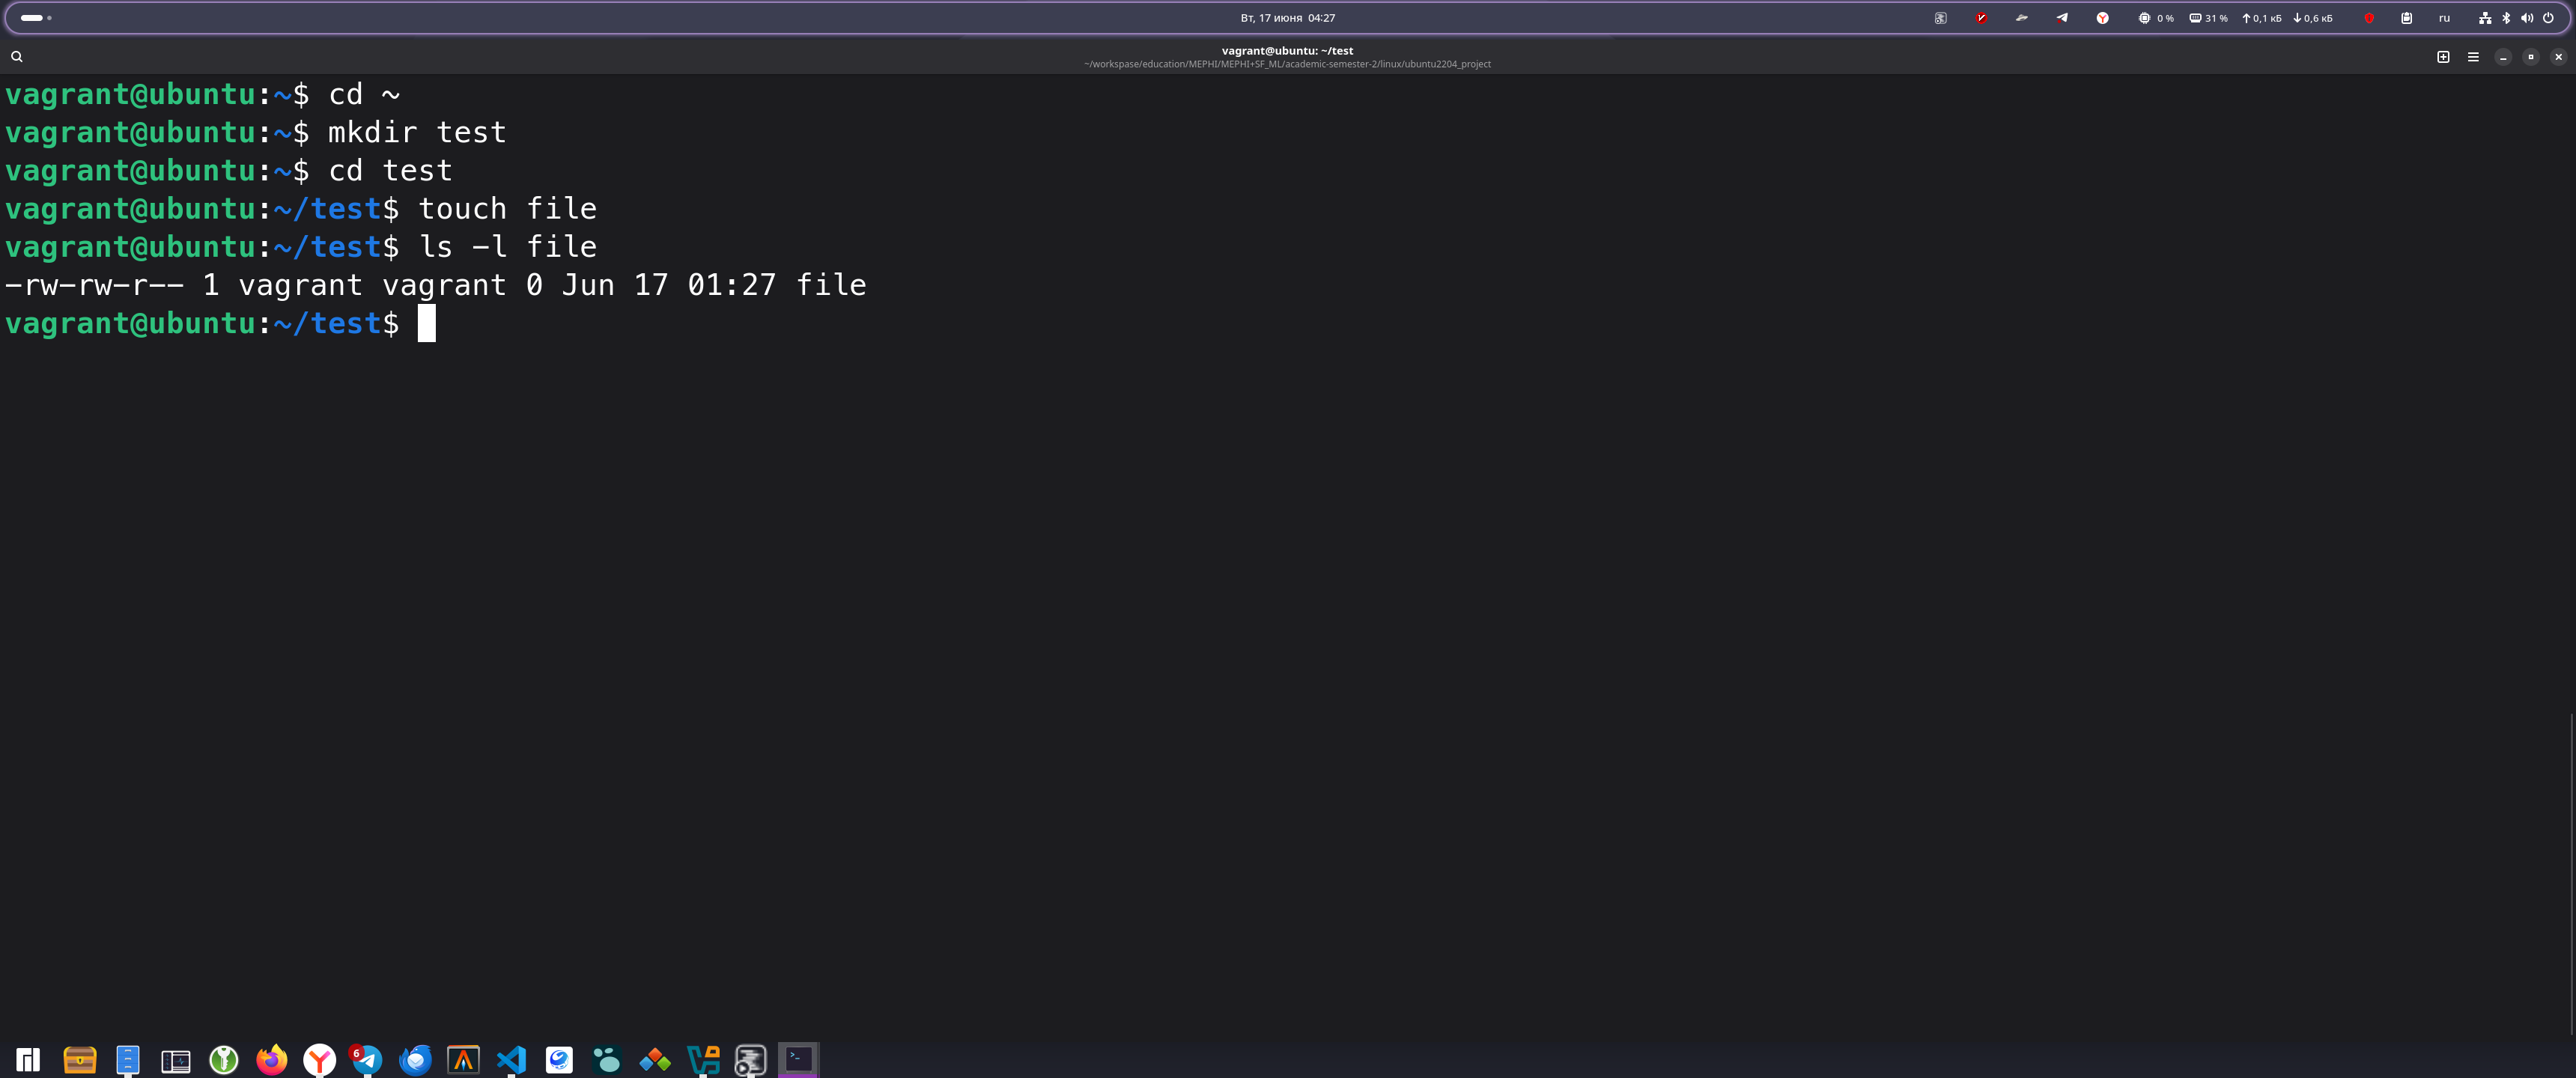 Вт, 17 июня 04:27
0 % 31 % 0,1 кБ 0,6 кБ ru
vagrant@ubuntu: ~/test
~/workspase/education/MEPHI/MEPHI+SF_ML/academic-semester-2/linux/ubuntu2204_project
vagrant@ubuntu:~$ cd ~
vagrant@ubuntu:~$ mkdir test
vagrant@ubuntu:~$ cd test
vagrant@ubuntu:~/test$ touch file
vagrant@ubuntu:~/test$ ls -l file
-rw-rw-r-- 1 vagrant vagrant 0 Jun 17 01:27 file
vagrant@ubuntu:~/test$
6